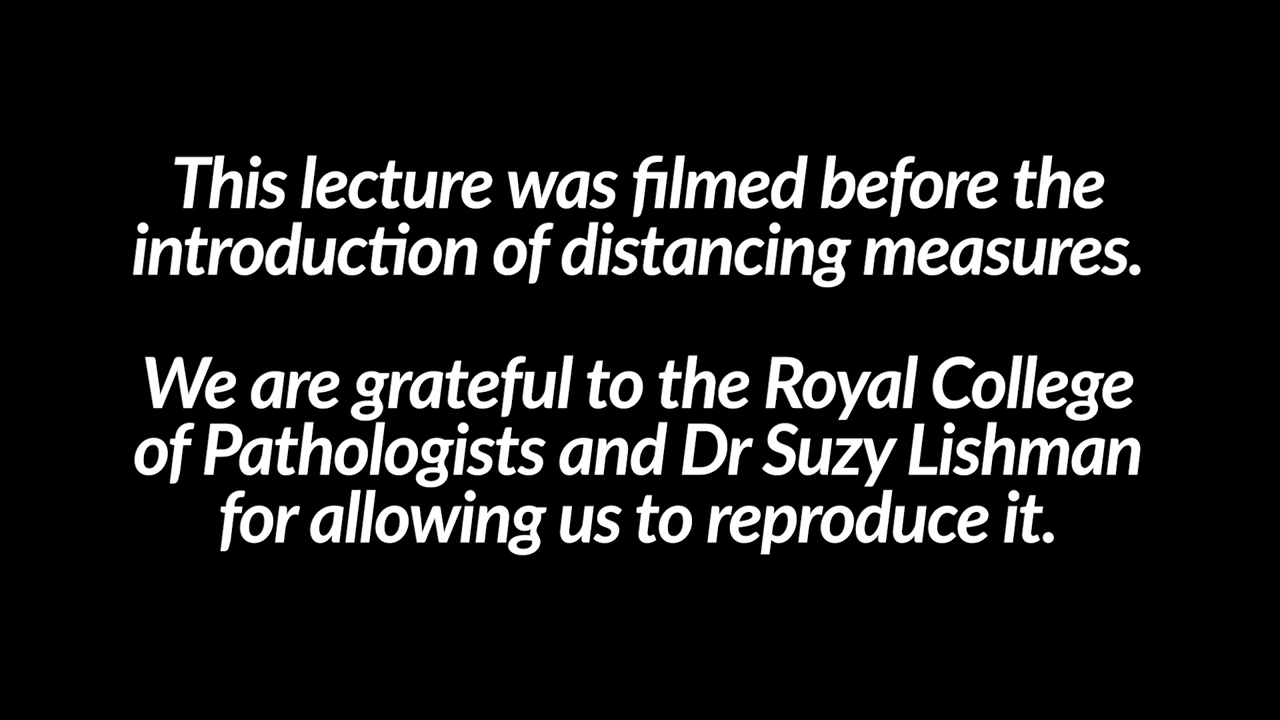 This lecture was filmed before the
introduction of distancing measures.
We are grateful to the Royal College
of Pathologists and Dr Suzy Lishman
for allowing us to reproduce it.